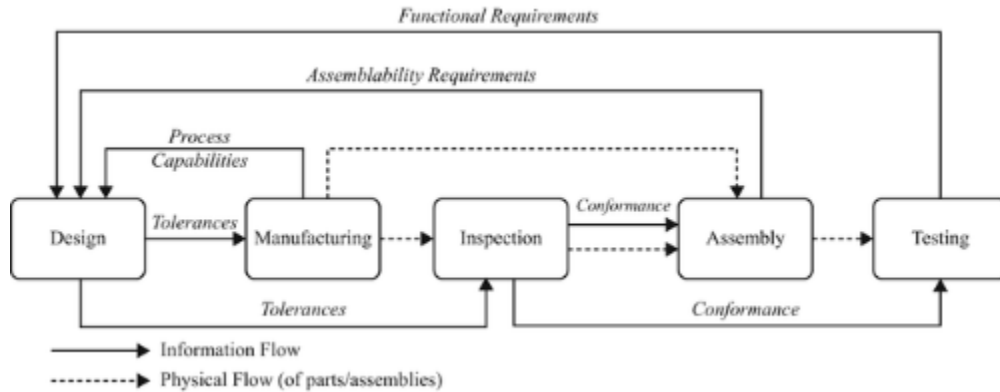 Functional Requirements
Assemblability Requirements
Process
Capabilities
Conformance
Design
Tolerances
Manufacturing
Inspection
Assembly
Testing
Tolerances
Conformance
Information Flow
Physical Flow (of parts/assemblies)